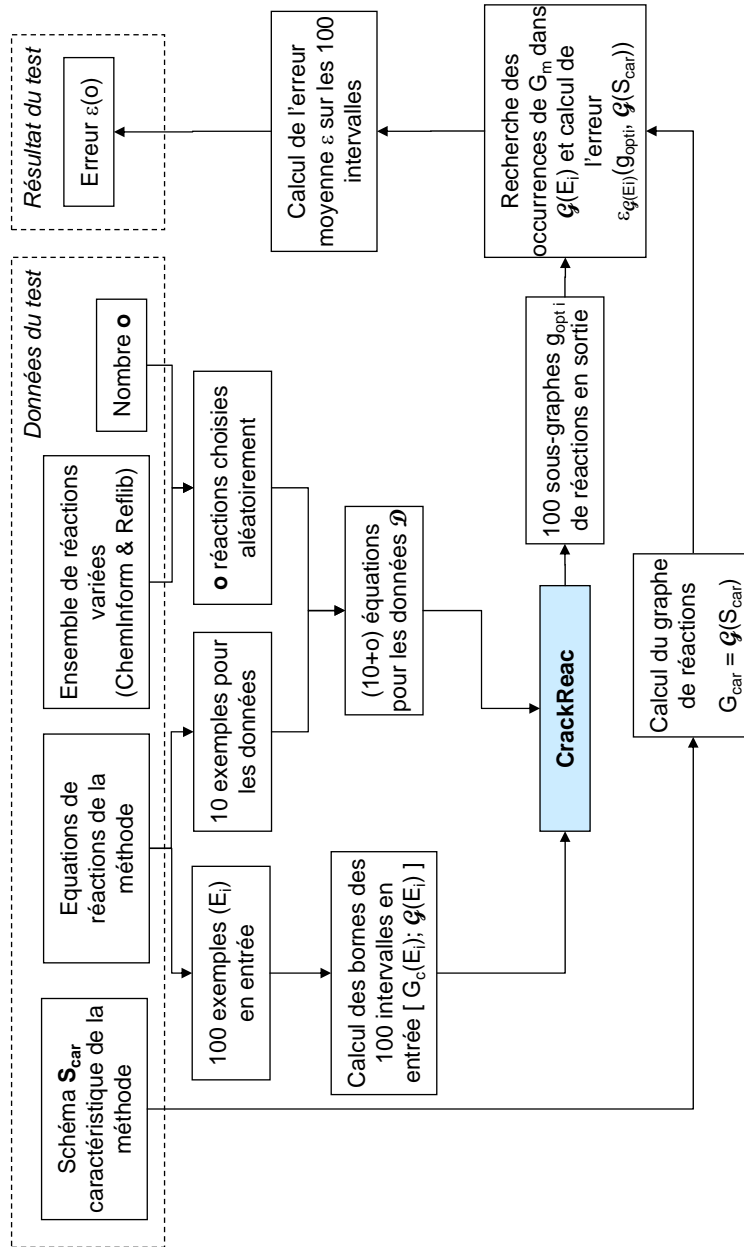 Données du test
Schéma S_car
caractéristique de la
méthode
Equations de
réactions de la
méthode
Ensemble de réactions
variées
(ChemInform & Reflib)
Nombre o
Résultat du test
Erreur ε(o)
100 exemples (E_i)
en entrée
10 exemples pour
les données
o réactions choisies
aléatoirement
Calcul de l'erreur
moyenne ε sur les 100
intervalles
Calcul des bornes des
100 intervalles en
entrée [ G_c(E_i); 𝓖(E_i) ]
(10+o) équations
pour les données 𝓓
CrackReac
100 sous-graphes g_opt i
de réactions en sortie
Recherche des
occurrences de G_m dans
𝓖(E_i) et calcul de
l'erreur
ε_𝓖(Ei)(g_opti, 𝓖(S_car))
Calcul du graphe
de réactions
G_car = 𝓖(S_car)